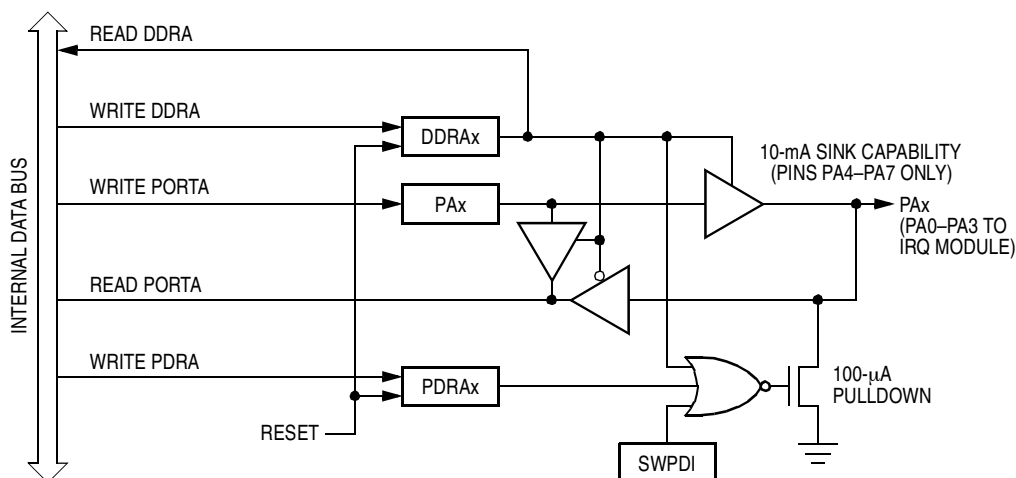 READ DDRA
WRITE DDRA
DDRAx
10-mA SINK CAPABILITY
(PINS PA4–PA7 ONLY)
WRITE PORTA
PAx
PAx
(PA0–PA3 TO
IRQ MODULE)
INTERNAL DATA BUS
READ PORTA
WRITE PDRA
PDRAx
100-µA
PULLDOWN
RESET
SWPDI